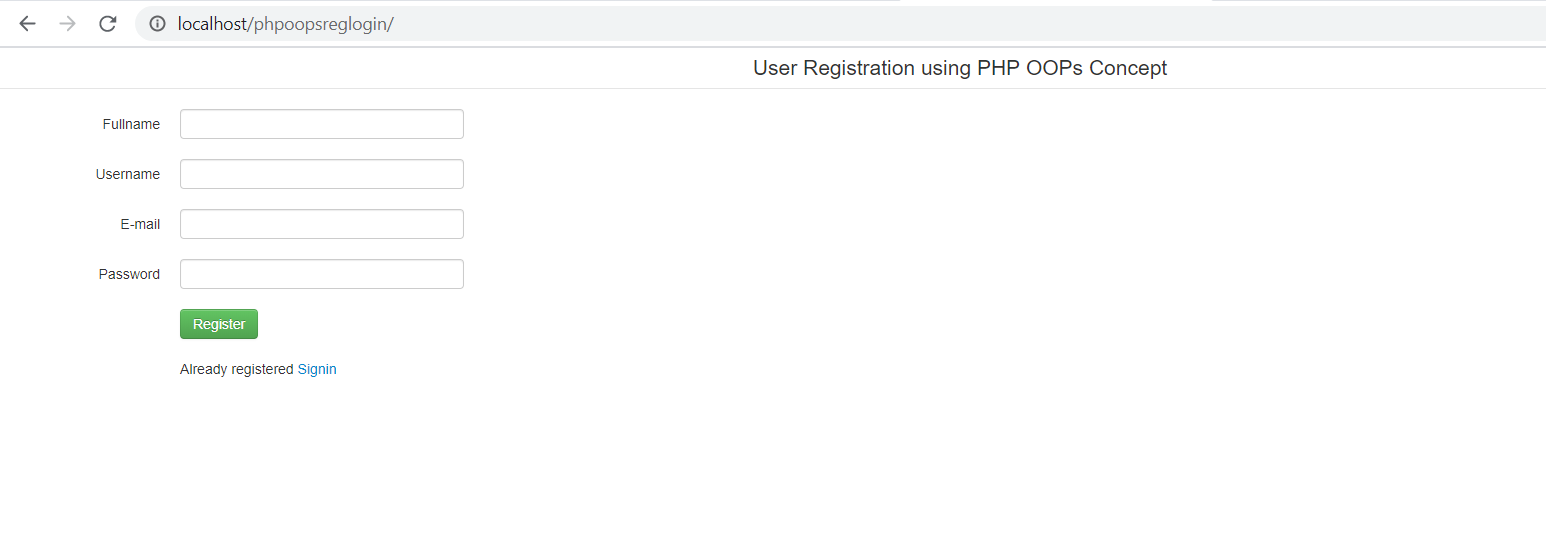 localhost/phpoopsreglogin/
User Registration using PHP OOPs Concept
Fullname
Username
E-mail
Password
Register
Already registered Signin